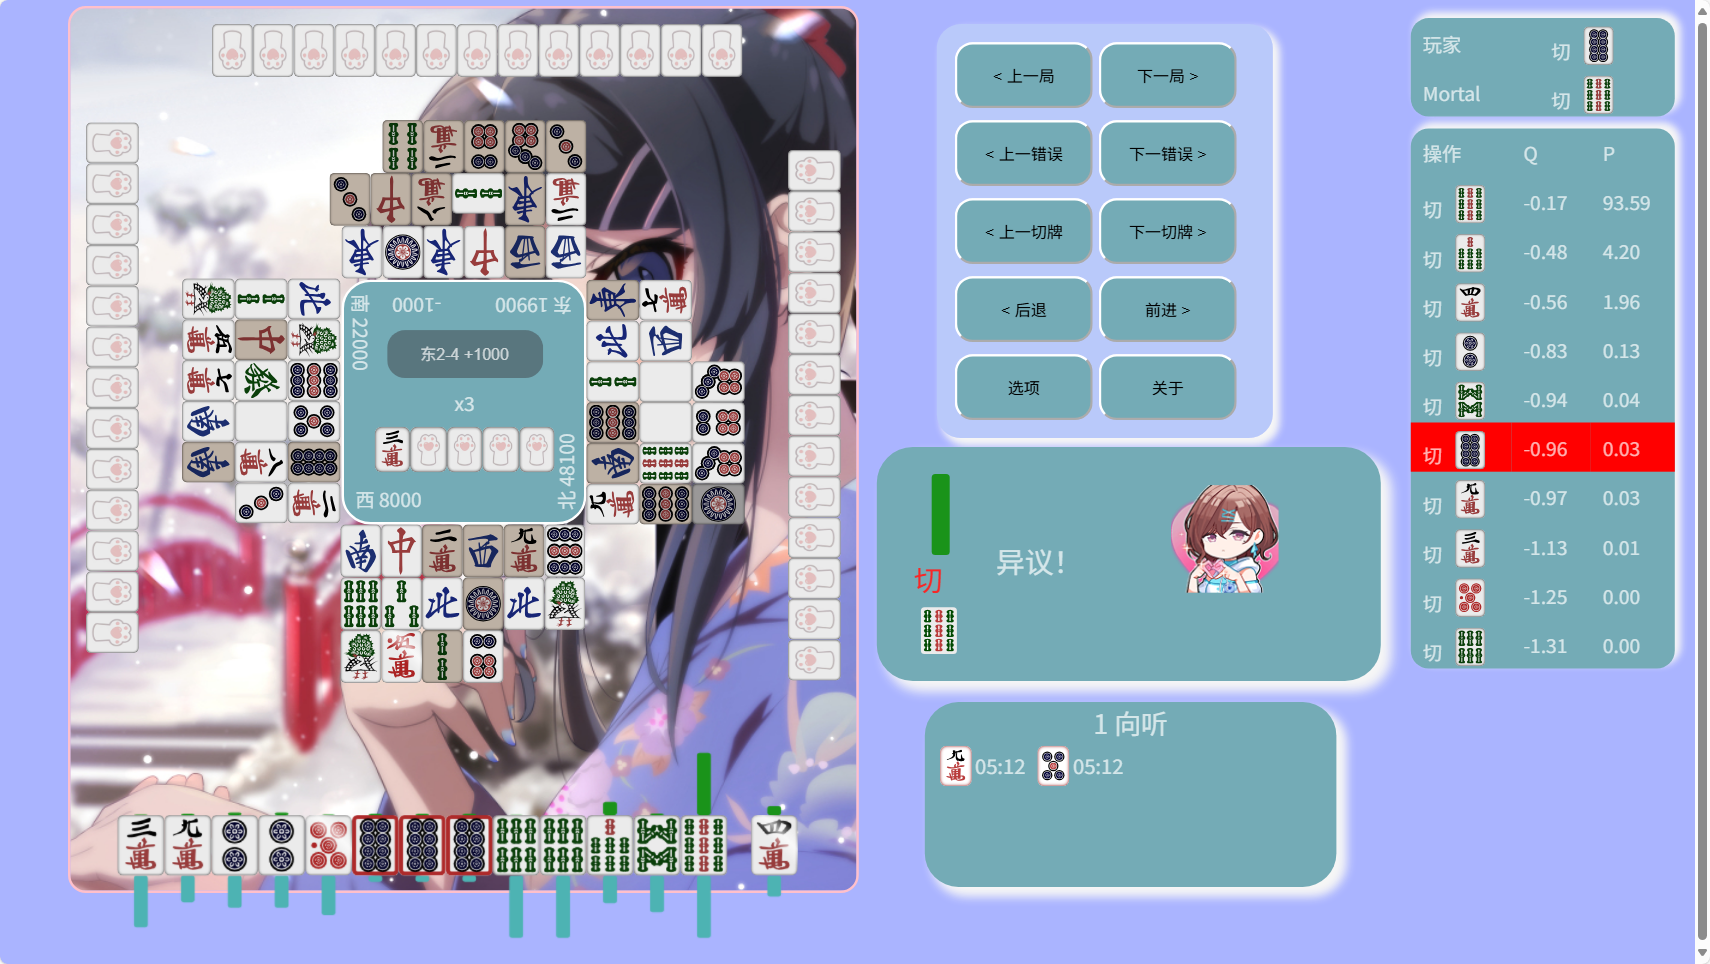 南 22000
-1000
东 19900
东2-4 +1000
x3
西 8000
北 48100
< 上一局
下一局 >
< 上一错误
下一错误 >
< 上一切牌
下一切牌 >
< 后退
前进 >
选项
关于
切
异议!
1 向听
05:12
05:12
玩家 切
Mortal 切
操作 Q P
切 -0.17 93.59
切 -0.48 4.20
切 -0.56 1.96
切 -0.83 0.13
切 -0.94 0.04
切 -0.96 0.03
切 -0.97 0.03
切 -1.13 0.01
切 -1.25 0.00
切 -1.31 0.00